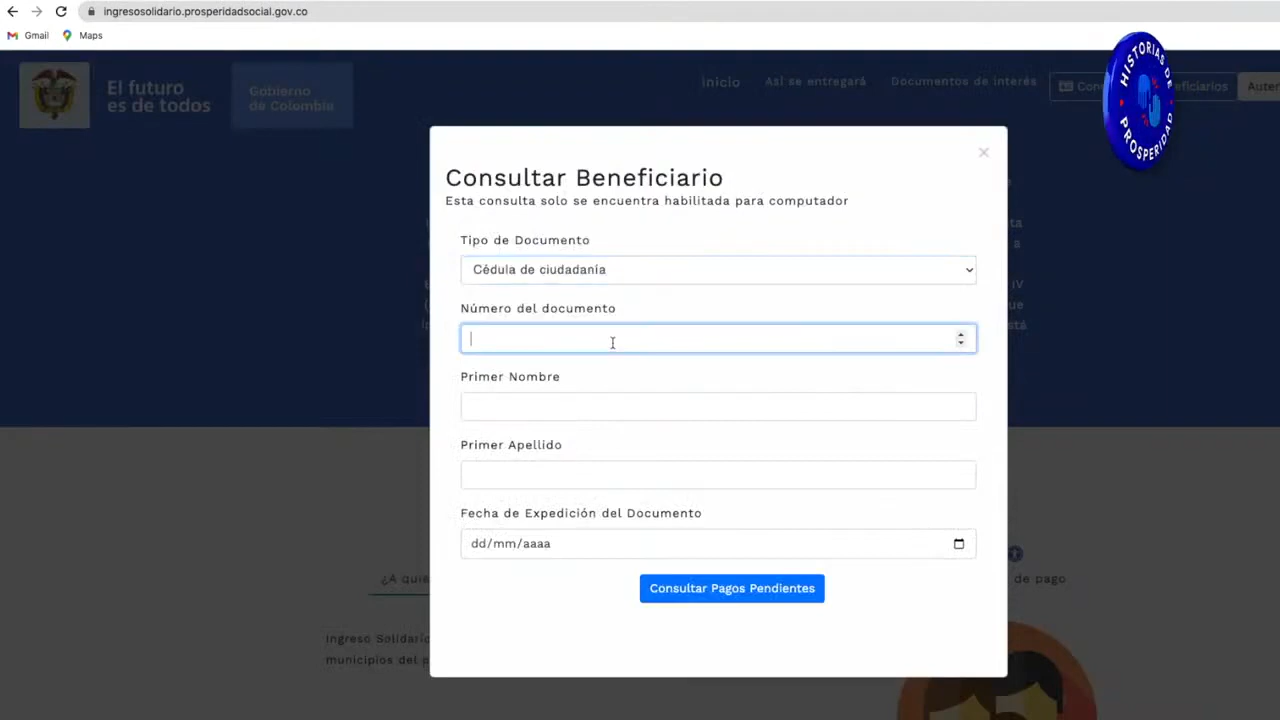 ingresosolidario.prosperidadsocial.gov.co
Gmail Maps
El futuro
es de todos
Gobierno
de Colombia
Inicio Así se entregará Documentos de interés
HISTORIAS DE
PROSPERIDAD
Consultar Beneficiario
Esta consulta solo se encuentra habilitada para computador
Tipo de Documento
Cédula de ciudadanía
Número del documento
Primer Nombre
Primer Apellido
Fecha de Expedición del Documento
dd/mm/aaaa
Consultar Pagos Pendientes
de pago
Ingreso Solidario
municipios del